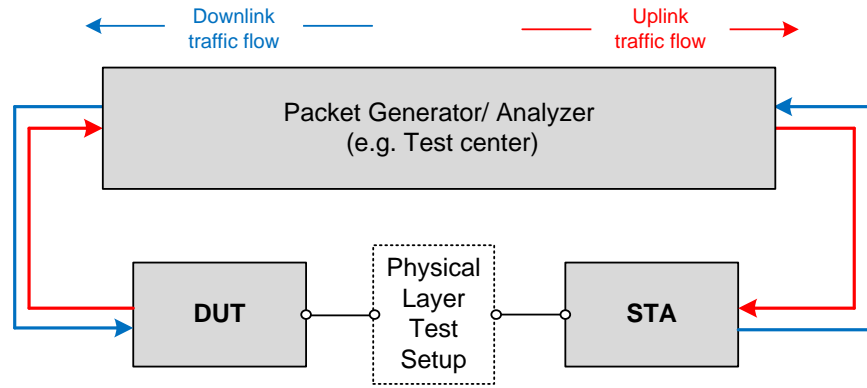 Downlink
traffic flow
Uplink
traffic flow
Packet Generator/ Analyzer
(e.g. Test center)
DUT
Physical
Layer
Test
Setup
STA